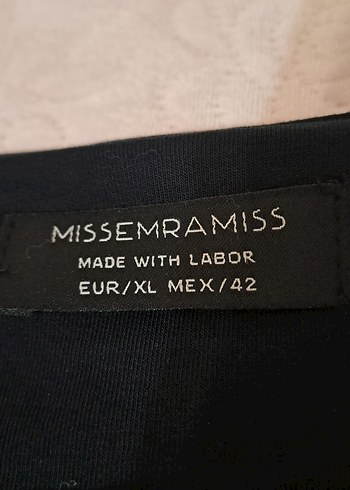 MISSEMRAMISS
MADE WITH LABOR
EUR/XL MEX/42